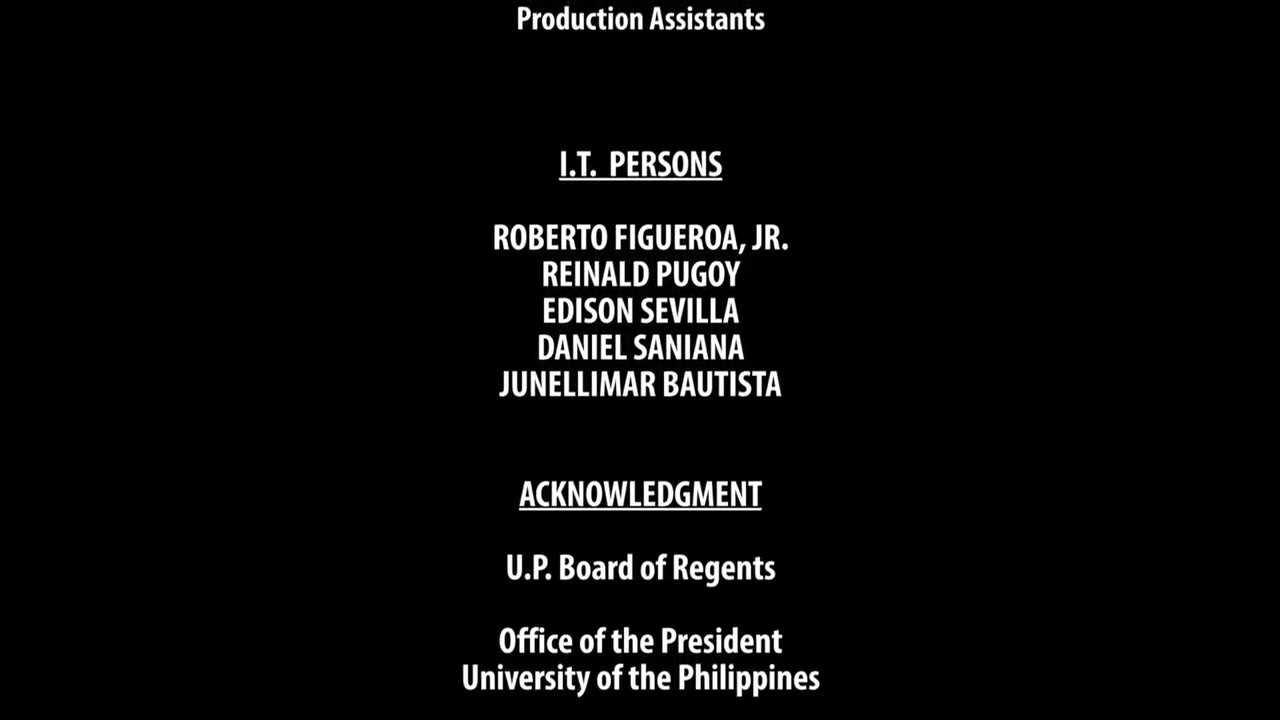 Production Assistants
I.T. PERSONS
ROBERTO FIGUEROA, JR.
REINALD PUGOY
EDISON SEVILLA
DANIEL SANIANA
JUNELLIMAR BAUTISTA
ACKNOWLEDGMENT
U.P. Board of Regents
Office of the President
University of the Philippines